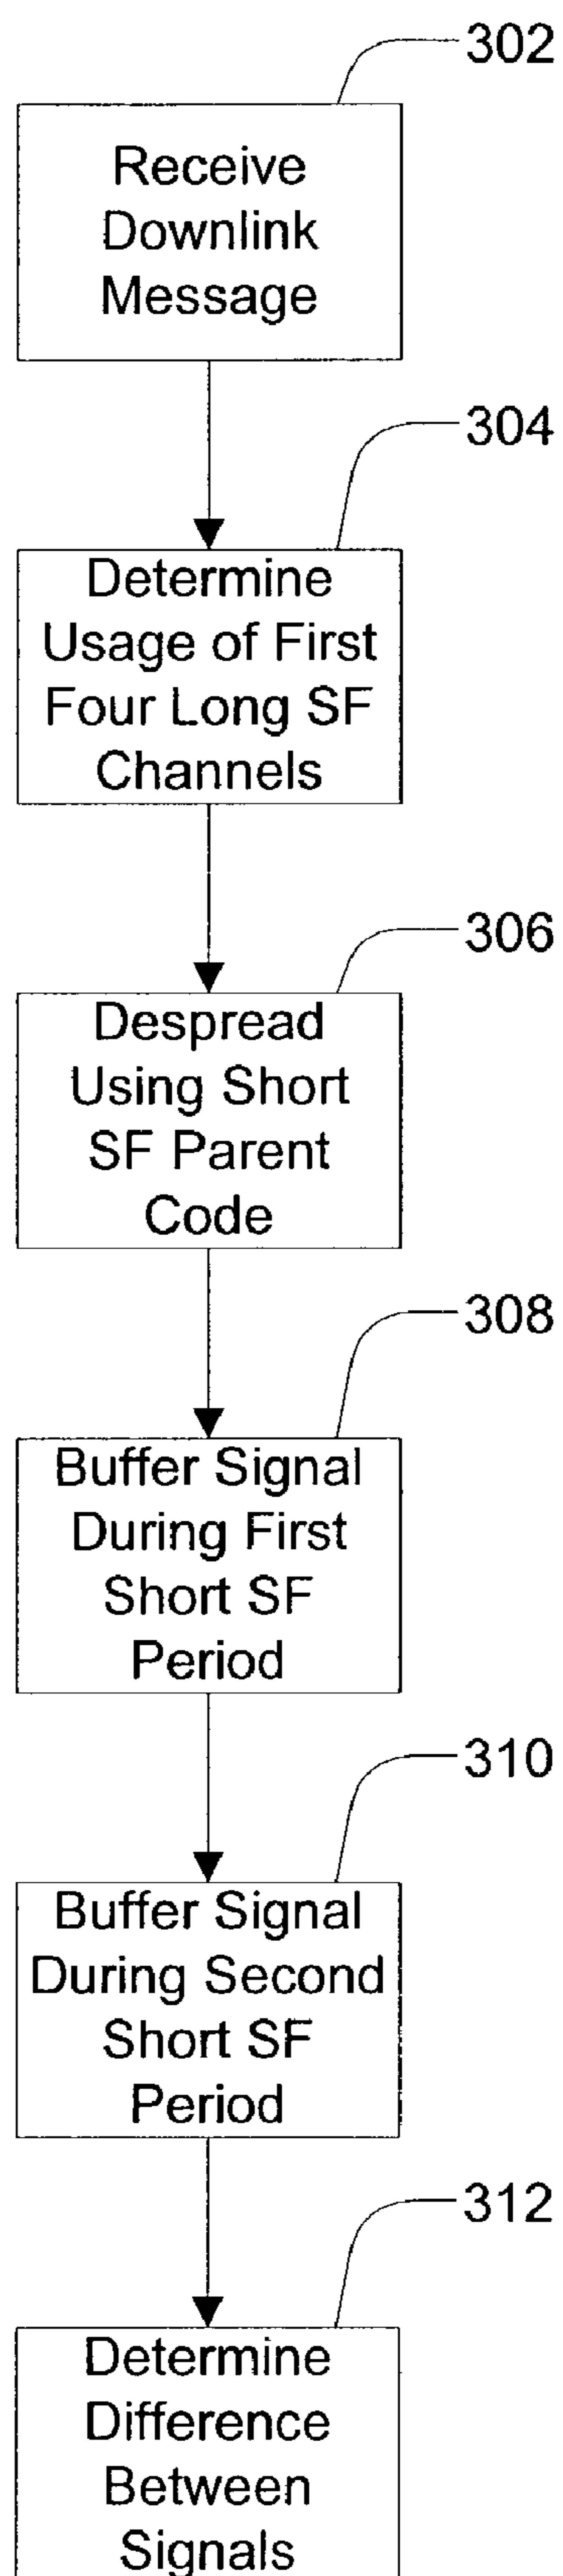 302
Receive
Downlink
Message
304
Determine
Usage of First
Four Long SF
Channels
306
Despread
Using Short
SF Parent
Code
308
Buffer Signal
During First
Short SF
Period
310
Buffer Signal
During Second
Short SF
Period
312
Determine
Difference
Between
Signals